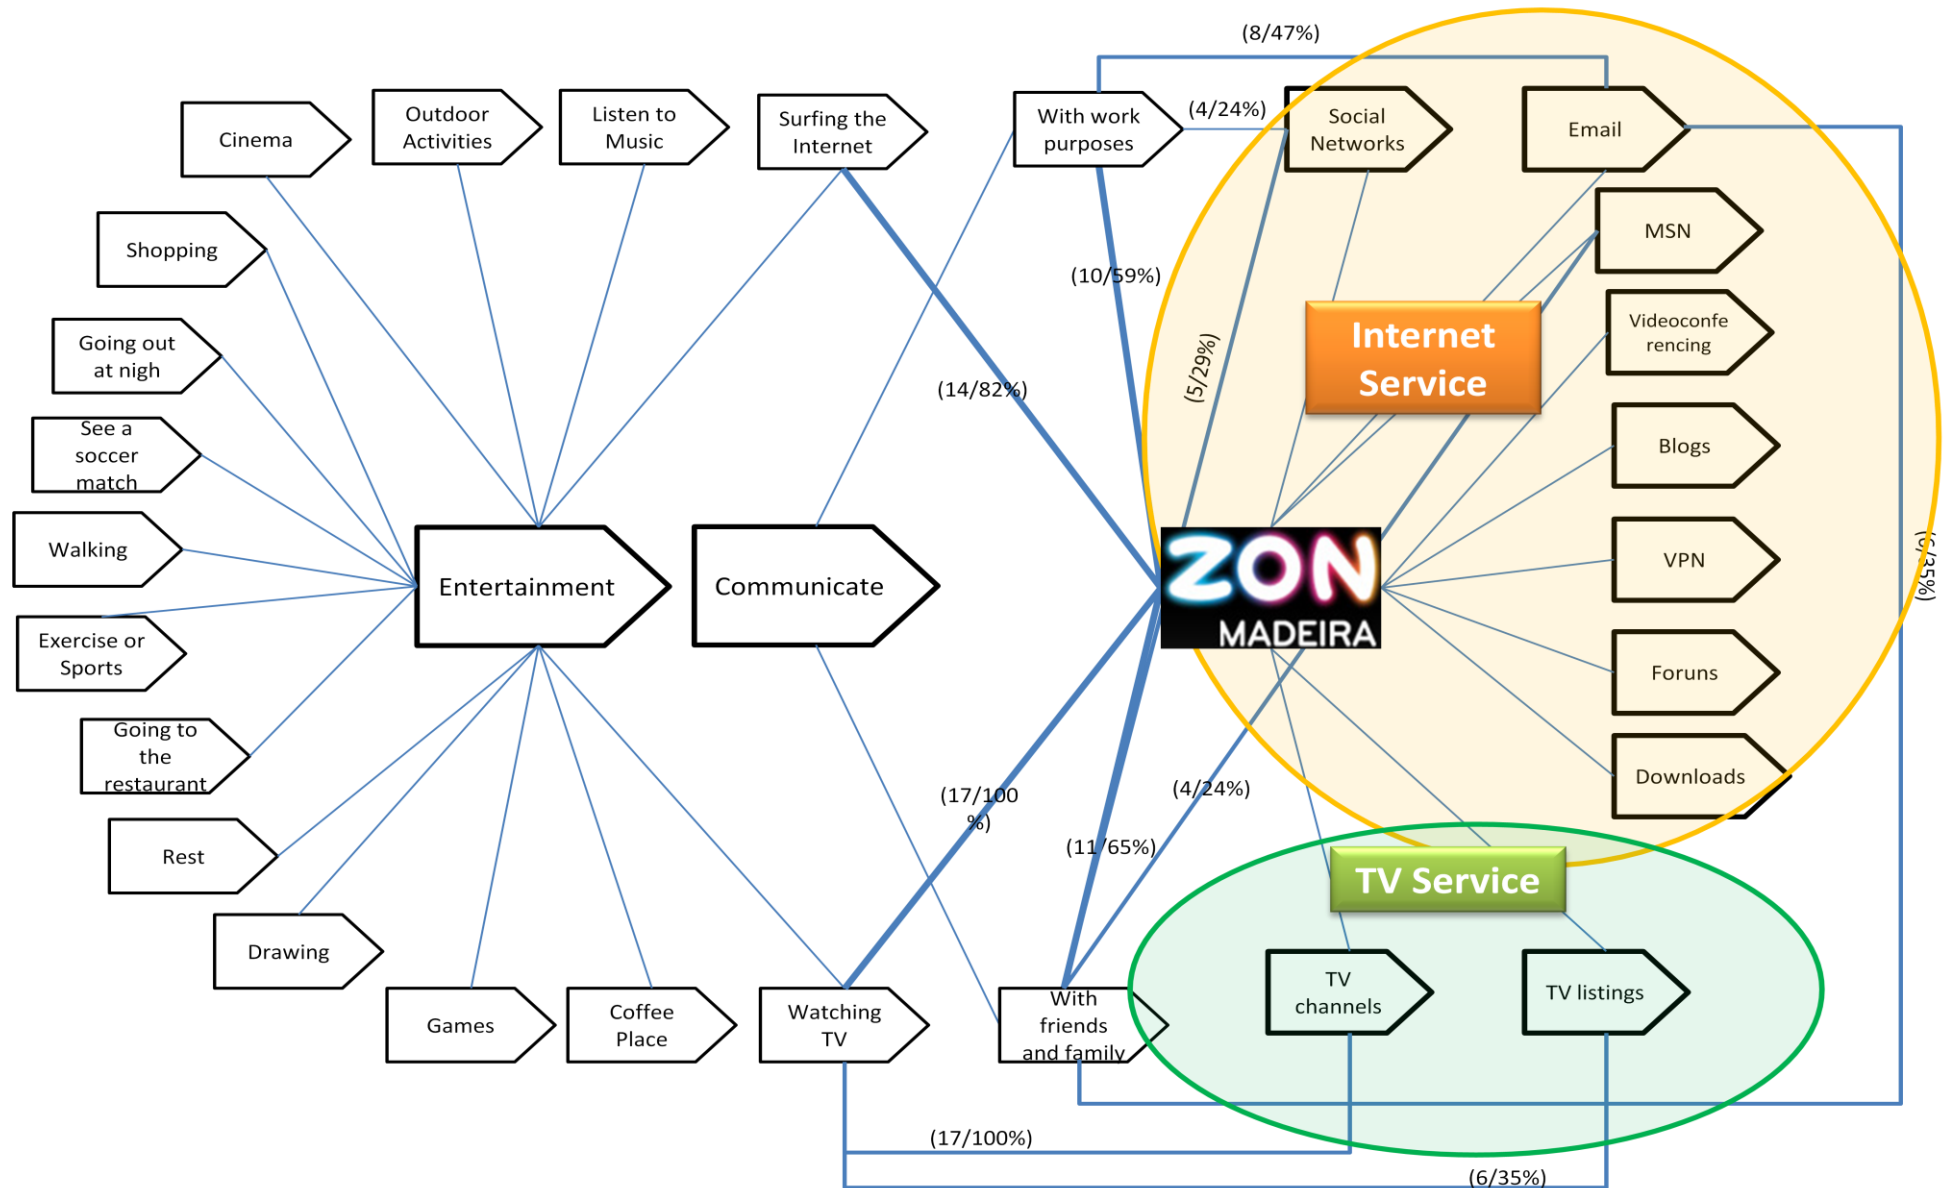 (8/47%)
Cinema
Outdoor
Activities
Listen to
Music
Surfing the
Internet
With work
purposes
(4/24%)
Social
Networks
Email
Shopping
MSN
(10/59%)
Going out
at nigh
Internet
Service
Videoconfe
rencing
(5/29%)
(14/82%)
See a
soccer
match
Blogs
Walking
Entertainment
Communicate
ZON
MADEIRA
VPN
(6/35%)
Exercise or
Sports
Foruns
Going to
the
restaurant
Downloads
(17/100
%)
(4/24%)
(11/65%)
Rest
TV Service
Drawing
Games
Coffee
Place
Watching
TV
With
friends
and family
TV
channels
TV listings
(17/100%)
(6/35%)